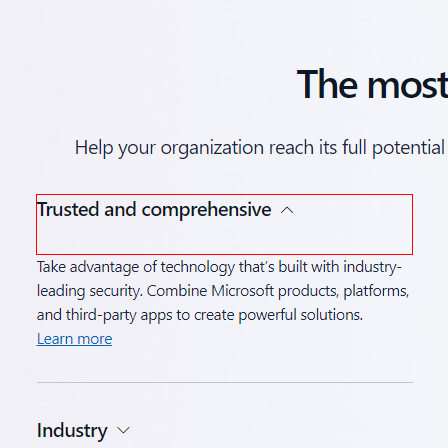 The most
Help your organization reach its full potential
Trusted and comprehensive
Take advantage of technology that's built with industry-
leading security. Combine Microsoft products, platforms,
and third-party apps to create powerful solutions.
Learn more
Industry